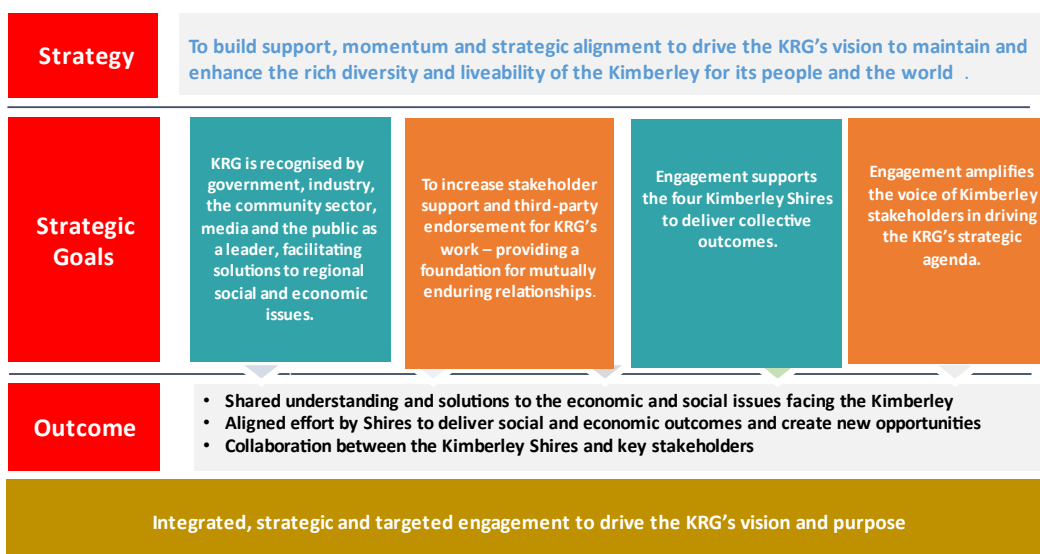 Strategy
To build support, momentum and strategic alignment to drive the KRG’s vision to maintain and
enhance the rich diversity and liveability of the Kimberley for its people and the world .
Strategic
Goals
KRG is recognised by
government, industry,
the community sector,
media and the public as
a leader, facilitating
solutions to regional
social and economic
issues.
To increase stakeholder
support and third-party
endorsement for KRG’s
work – providing a
foundation for mutually
enduring relationships.
Engagement supports
the four Kimberley Shires
to deliver collective
outcomes.
Engagement amplifies
the voice of Kimberley
stakeholders in driving
the KRG’s strategic
agenda.
Outcome
• Shared understanding and solutions to the economic and social issues facing the Kimberley
• Aligned effort by Shires to deliver social and economic outcomes and create new opportunities
• Collaboration between the Kimberley Shires and key stakeholders
Integrated, strategic and targeted engagement to drive the KRG’s vision and purpose